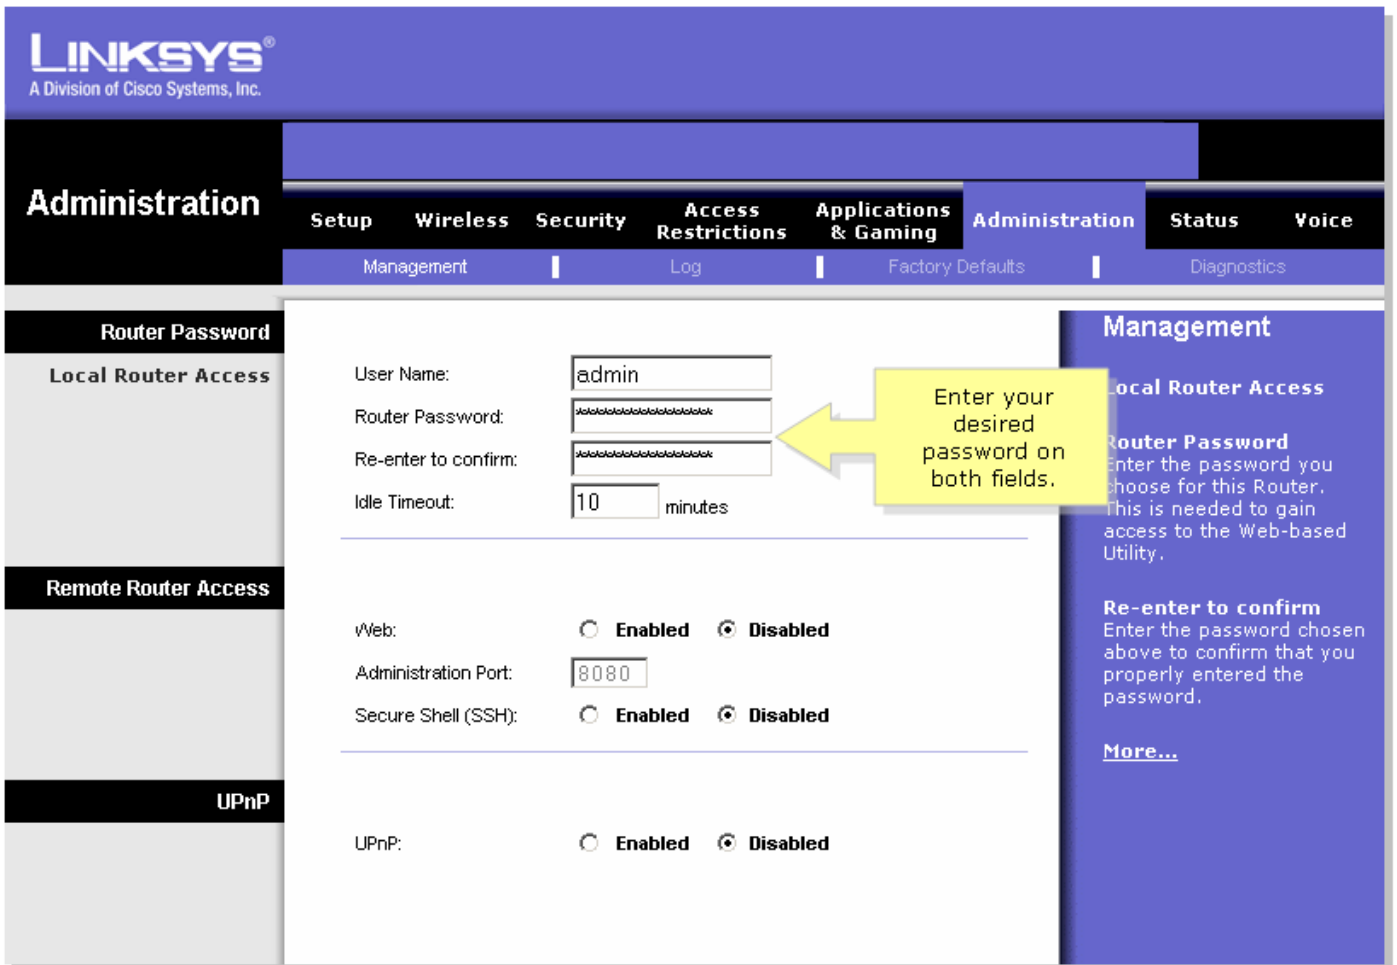 LINKSYS®
A Division of Cisco Systems, Inc.
Administration
Setup Wireless Security Access Restrictions Applications & Gaming Administration Status Voice
Management Log Factory Defaults Diagnostics
Router Password
Local Router Access
User Name: admin
Router Password: *******************
Re-enter to confirm: *******************
Idle Timeout: 10 minutes
Enter your
desired
password on
both fields.
Remote Router Access
Web: Enabled Disabled
Administration Port: 8080
Secure Shell (SSH): Enabled Disabled
UPnP
UPnP: Enabled Disabled
Management
Local Router Access
Router Password
Enter the password you
choose for this Router.
This is needed to gain
access to the Web-based
Utility.
Re-enter to confirm
Enter the password chosen
above to confirm that you
properly entered the
password.
More...